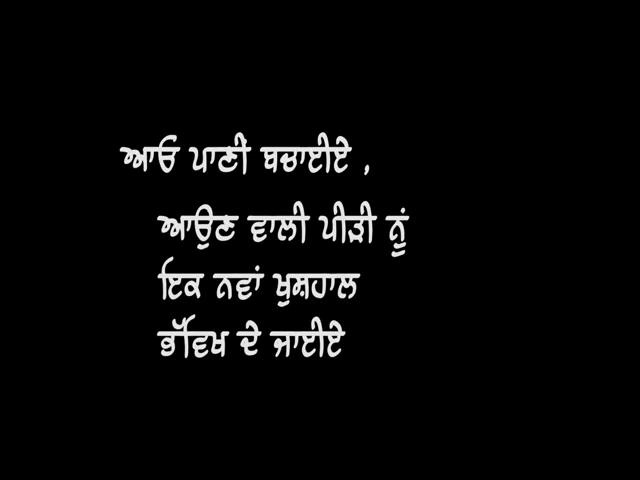 ਆਓ ਪਾਣੀ ਬਚਾਈਏ ,
ਆਉਣ ਵਾਲੀ ਪੀੜੀ ਨੂੰ
ਇਕ ਨਵਾਂ ਖੁਸ਼ਹਾਲ
ਭੱਵਿਖ ਦੇ ਜਾਈਏ